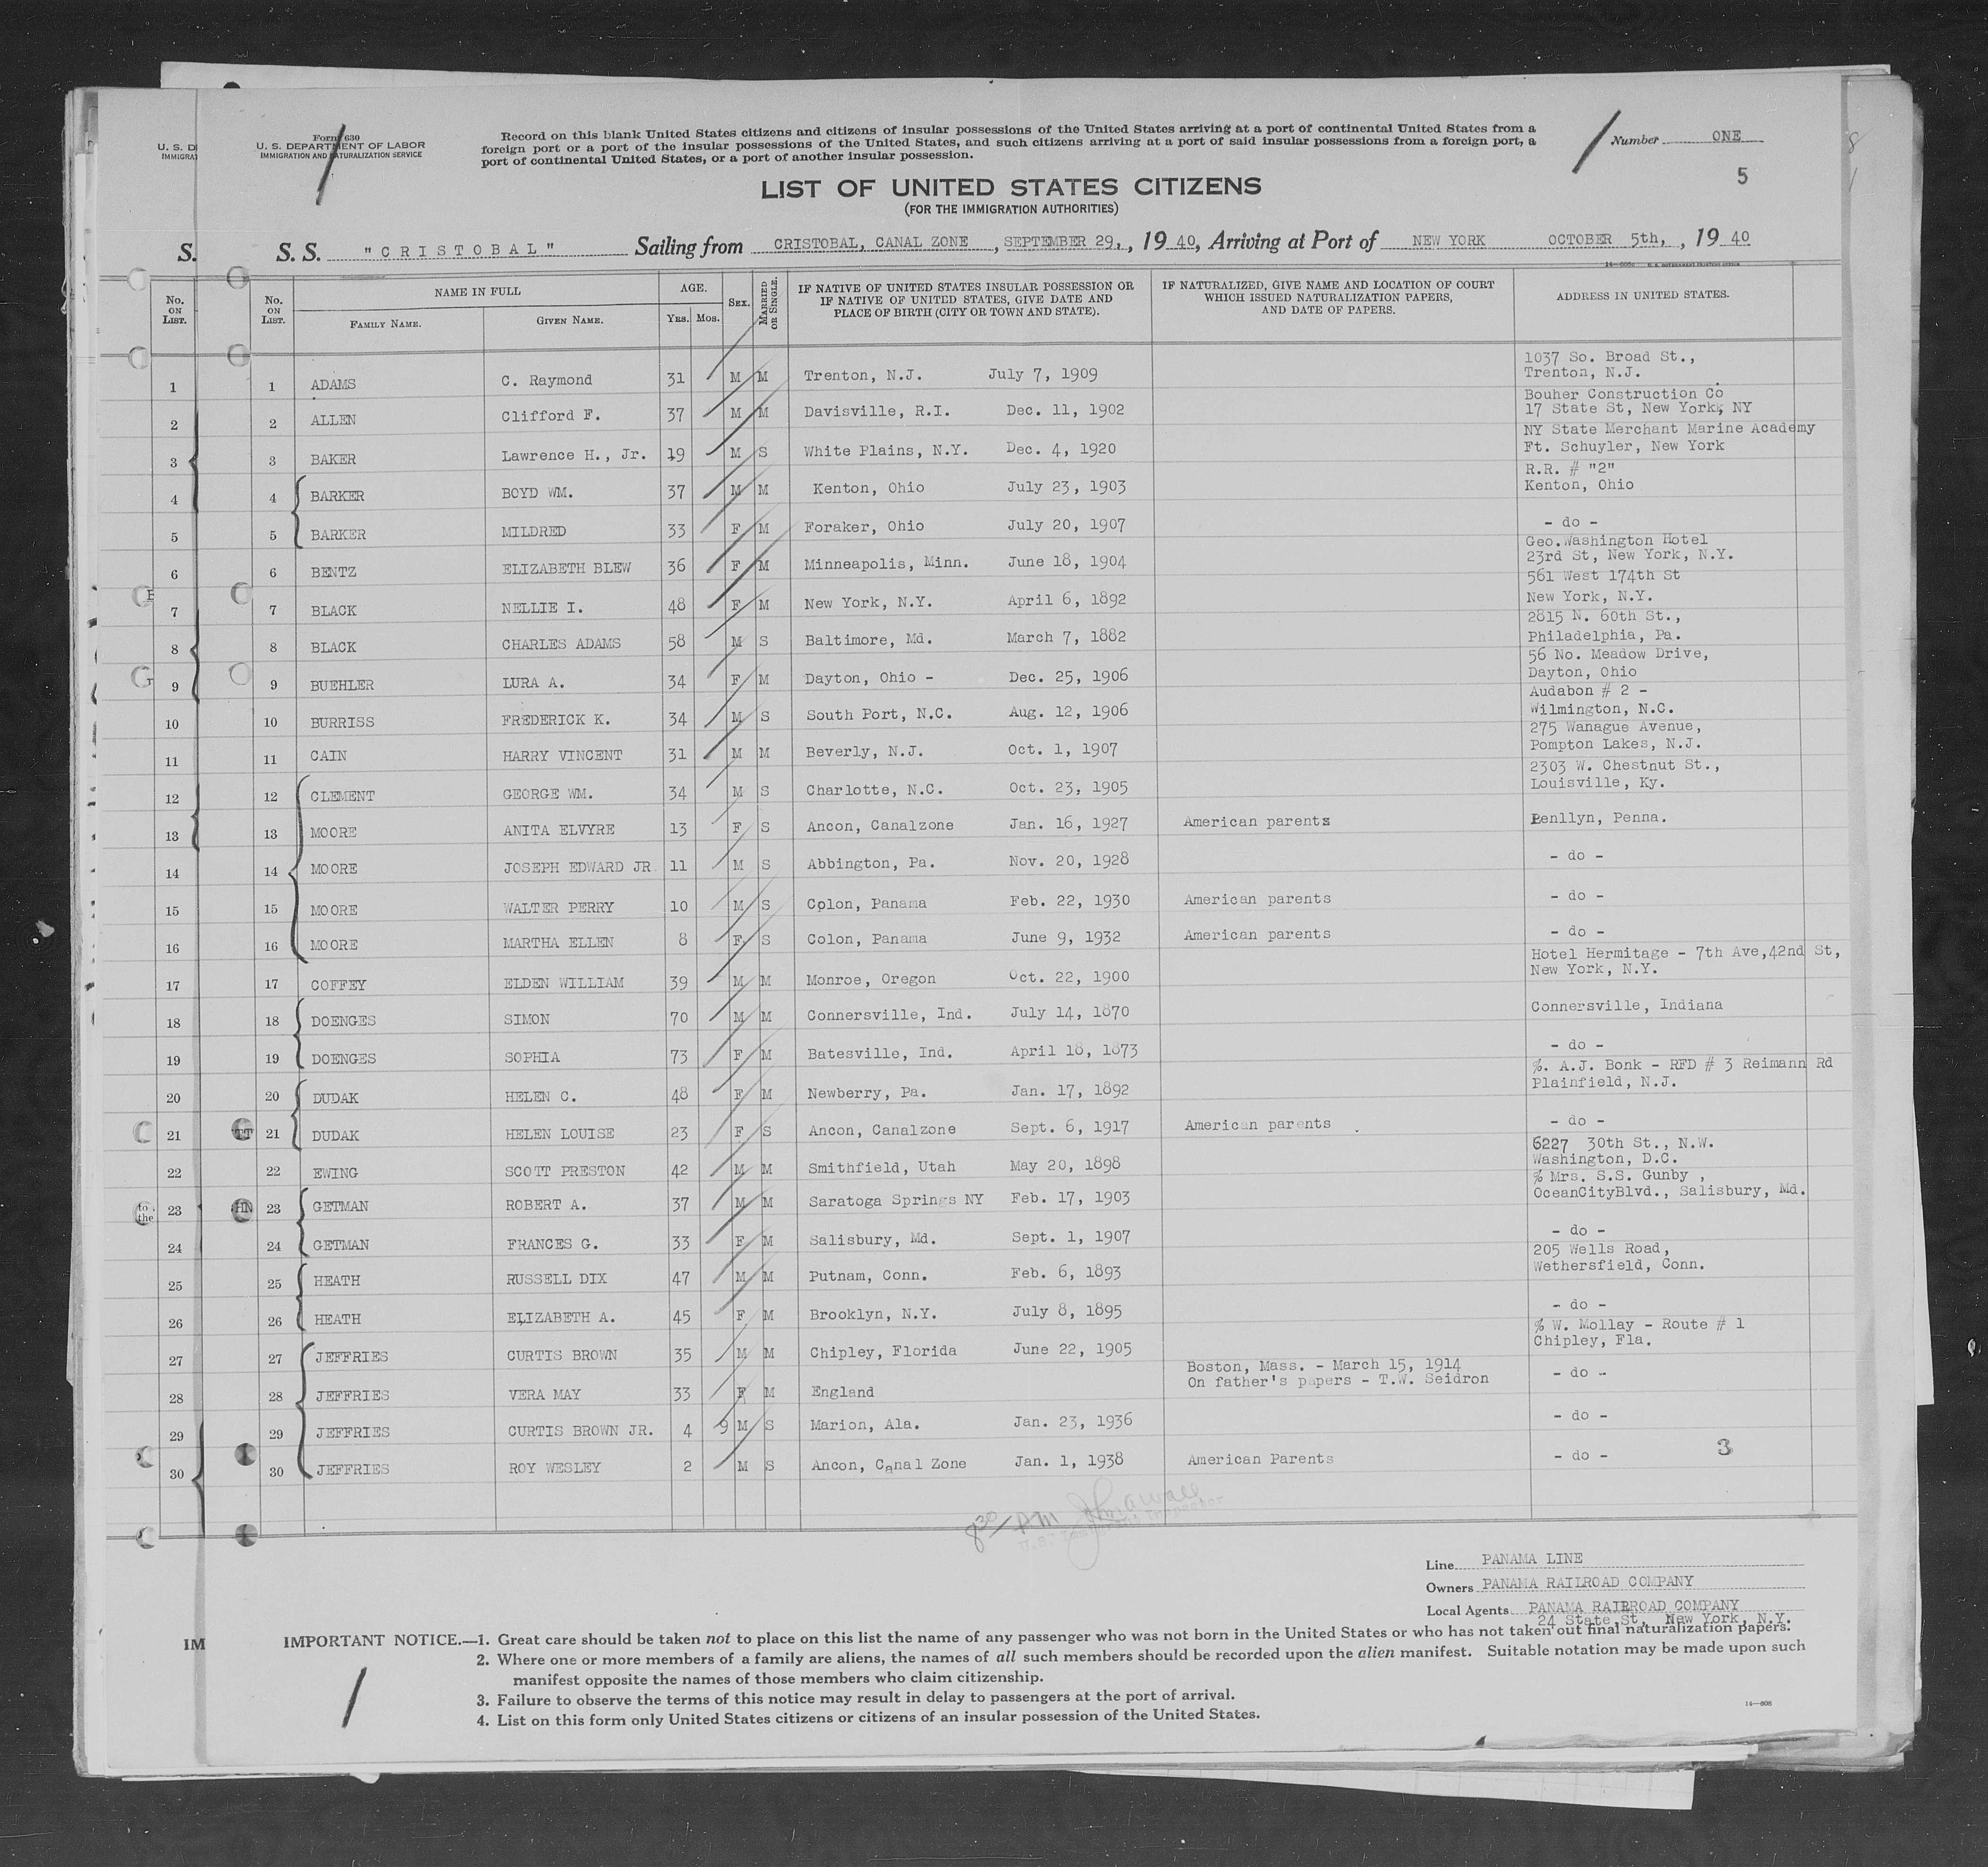 Form 630
U. S. DEPARTMENT OF LABOR
IMMIGRATION AND NATURALIZATION SERVICE
U. S. D
IMMIGRA
Record on this blank United States citizens and citizens of insular possessions of the United States arriving at a port of continental United States from a
foreign port or a port of the insular possessions of the United States, and such citizens arriving at a port of said insular possessions from a foreign port, a
port of continental United States, or a port of another insular possession.
Number ONE
5
LIST OF UNITED STATES CITIZENS
(FOR THE IMMIGRATION AUTHORITIES)
S. S. S. "CRISTOBAL" Sailing from CRISTOBAL, CANAL ZONE, SEPTEMBER 29, , 19 40, Arriving at Port of NEW YORK OCTOBER 5th, , 19 40
No. ON LIST. No. ON LIST. NAME IN FULL AGE. SEX. MARRIED OR SINGLE. IF NATIVE OF UNITED STATES INSULAR POSSESSION OR IF NATIVE OF UNITED STATES, GIVE DATE AND PLACE OF BIRTH (CITY OR TOWN AND STATE). IF NATURALIZED, GIVE NAME AND LOCATION OF COURT WHICH ISSUED NATURALIZATION PAPERS, AND DATE OF PAPERS. ADDRESS IN UNITED STATES.
FAMILY NAME. GIVEN NAME. YRS. MOS.
1 1 ADAMS C. Raymond 31 M M Trenton, N.J. July 7, 1909 1037 So. Broad St., Trenton, N.J.
2 2 ALLEN Clifford F. 37 M M Davisville, R.I. Dec. 11, 1902 Bouher Construction Co 17 State St, New York, NY
3 3 BAKER Lawrence H., Jr. 19 M S White Plains, N.Y. Dec. 4, 1920 NY State Merchant Marine Academy Ft. Schuyler, New York
4 4 BARKER BOYD WM. 37 M M Kenton, Ohio July 23, 1903 R.R. # "2" Kenton, Ohio
5 5 BARKER MILDRED 33 F M Foraker, Ohio July 20, 1907 - do -
6 6 BENTZ ELIZABETH BLEW 36 F M Minneapolis, Minn. June 18, 1904 Geo.Washington Hotel 23rd St, New York, N.Y.
7 7 BLACK NELLIE I. 48 F M New York, N.Y. April 6, 1892 561 West 174th St New York, N.Y.
8 8 BLACK CHARLES ADAMS 58 M S Baltimore, Md. March 7, 1882 2815 N. 60th St., Philadelphia, Pa.
9 9 BUEHLER LURA A. 34 F M Dayton, Ohio - Dec. 25, 1906 56 No. Meadow Drive, Dayton, Ohio
10 10 BURRISS FREDERICK K. 34 M S South Port, N.C. Aug. 12, 1906 Audabon # 2 - Wilmington, N.C.
11 11 CAIN HARRY VINCENT 31 M M Beverly, N.J. Oct. 1, 1907 275 Wanague Avenue, Pompton Lakes, N.J.
12 12 CLEMENT GEORGE WM. 34 M S Charlotte, N.C. Oct. 23, 1905 2303 W. Chestnut St., Louisville, Ky.
13 13 MOORE ANITA ELVYRE 13 F S Ancon, Canalzone Jan. 16, 1927 American parents Penllyn, Penna.
14 14 MOORE JOSEPH EDWARD JR 11 M S Abbington, Pa. Nov. 20, 1928 - do -
15 15 MOORE WALTER PERRY 10 M S Colon, Panama Feb. 22, 1930 American parents - do -
16 16 MOORE MARTHA ELLEN 8 F S Colon, Panama June 9, 1932 American parents - do -
17 17 COFFEY ELDEN WILLIAM 39 M M Monroe, Oregon Oct. 22, 1900 Hotel Hermitage - 7th Ave,42nd St, New York, N.Y.
18 18 DOENGES SIMON 70 M M Connersville, Ind. July 14, 1870 Connersville, Indiana
19 19 DOENGES SOPHIA 73 F M Batesville, Ind. April 18, 1873 - do -
20 20 DUDAK HELEN C. 48 F M Newberry, Pa. Jan. 17, 1892 %. A.J. Bonk - RFD # 3 Reimann Rd Plainfield, N.J.
21 21 DUDAK HELEN LOUISE 23 F S Ancon, Canalzone Sept. 6, 1917 American parents - do -
22 22 EWING SCOTT PRESTON 42 M M Smithfield, Utah May 20, 1898 6227 30th St., N.W. Washington, D.C.
23 23 GETMAN ROBERT A. 37 M M Saratoga Springs NY Feb. 17, 1903 % Mrs. S.S. Gunby , OceanCityBlvd., Salisbury, Md.
24 24 GETMAN FRANCES G. 33 F M Salisbury, Md. Sept. 1, 1907 - do -
25 25 HEATH RUSSELL DIX 47 M M Putnam, Conn. Feb. 6, 1893 205 Wells Road, Wethersfield, Conn.
26 26 HEATH ELIZABETH A. 45 F M Brooklyn, N.Y. July 8, 1895 - do -
27 27 JEFFRIES CURTIS BROWN 35 M M Chipley, Florida June 22, 1905 % W. Mollay - Route # 1 Chipley, Fla.
28 28 JEFFRIES VERA MAY 33 F M England Boston, Mass. - March 15, 1914 On father's papers - T.W. Seidron - do -
29 29 JEFFRIES CURTIS BROWN JR. 4 9 M S Marion, Ala. Jan. 23, 1936 - do -
30 30 JEFFRIES ROY WESLEY 2 M S Ancon, Canal Zone Jan. 1, 1938 American Parents - do - 3
830 PM
Line PANAMA LINE
Owners PANAMA RAILROAD COMPANY
Local Agents PANAMA RAILROAD COMPANY
24 State St, New York, N.Y.
IM
IMPORTANT NOTICE.—1. Great care should be taken not to place on this list the name of any passenger who was not born in the United States or who has not taken out final naturalization papers.
2. Where one or more members of a family are aliens, the names of all such members should be recorded upon the alien manifest. Suitable notation may be made upon such
manifest opposite the names of those members who claim citizenship.
3. Failure to observe the terms of this notice may result in delay to passengers at the port of arrival.
4. List on this form only United States citizens or citizens of an insular possession of the United States.
14—608